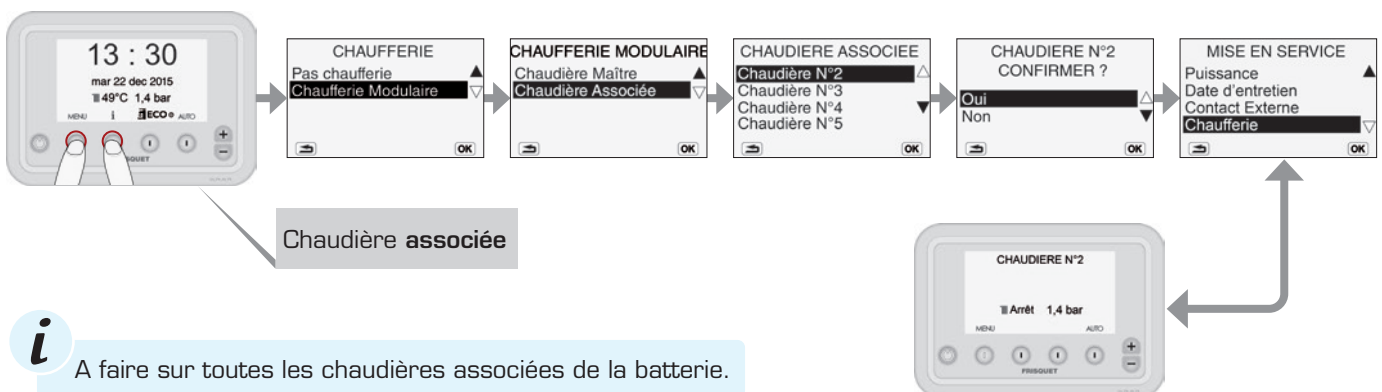 13 : 30
mar 22 dec 2015
49°C 1,4 bar
MENU i ECO AUTO
CHAUFFERIE
Pas chaufferie
Chaufferie Modulaire
OK
CHAUFFERIE MODULAIRE
Chaudière Maître
Chaudière Associée
OK
CHAUDIERE ASSOCIEE
Chaudière N°2
Chaudière N°3
Chaudière N°4
Chaudière N°5
OK
CHAUDIERE N°2
CONFIRMER ?
Oui
Non
OK
MISE EN SERVICE
Puissance
Date d'entretien
Contact Externe
Chaufferie
OK
Chaudière associée
CHAUDIERE N°2
Arrêt 1,4 bar
MENU AUTO
FRISQUET
i
A faire sur toutes les chaudières associées de la batterie.